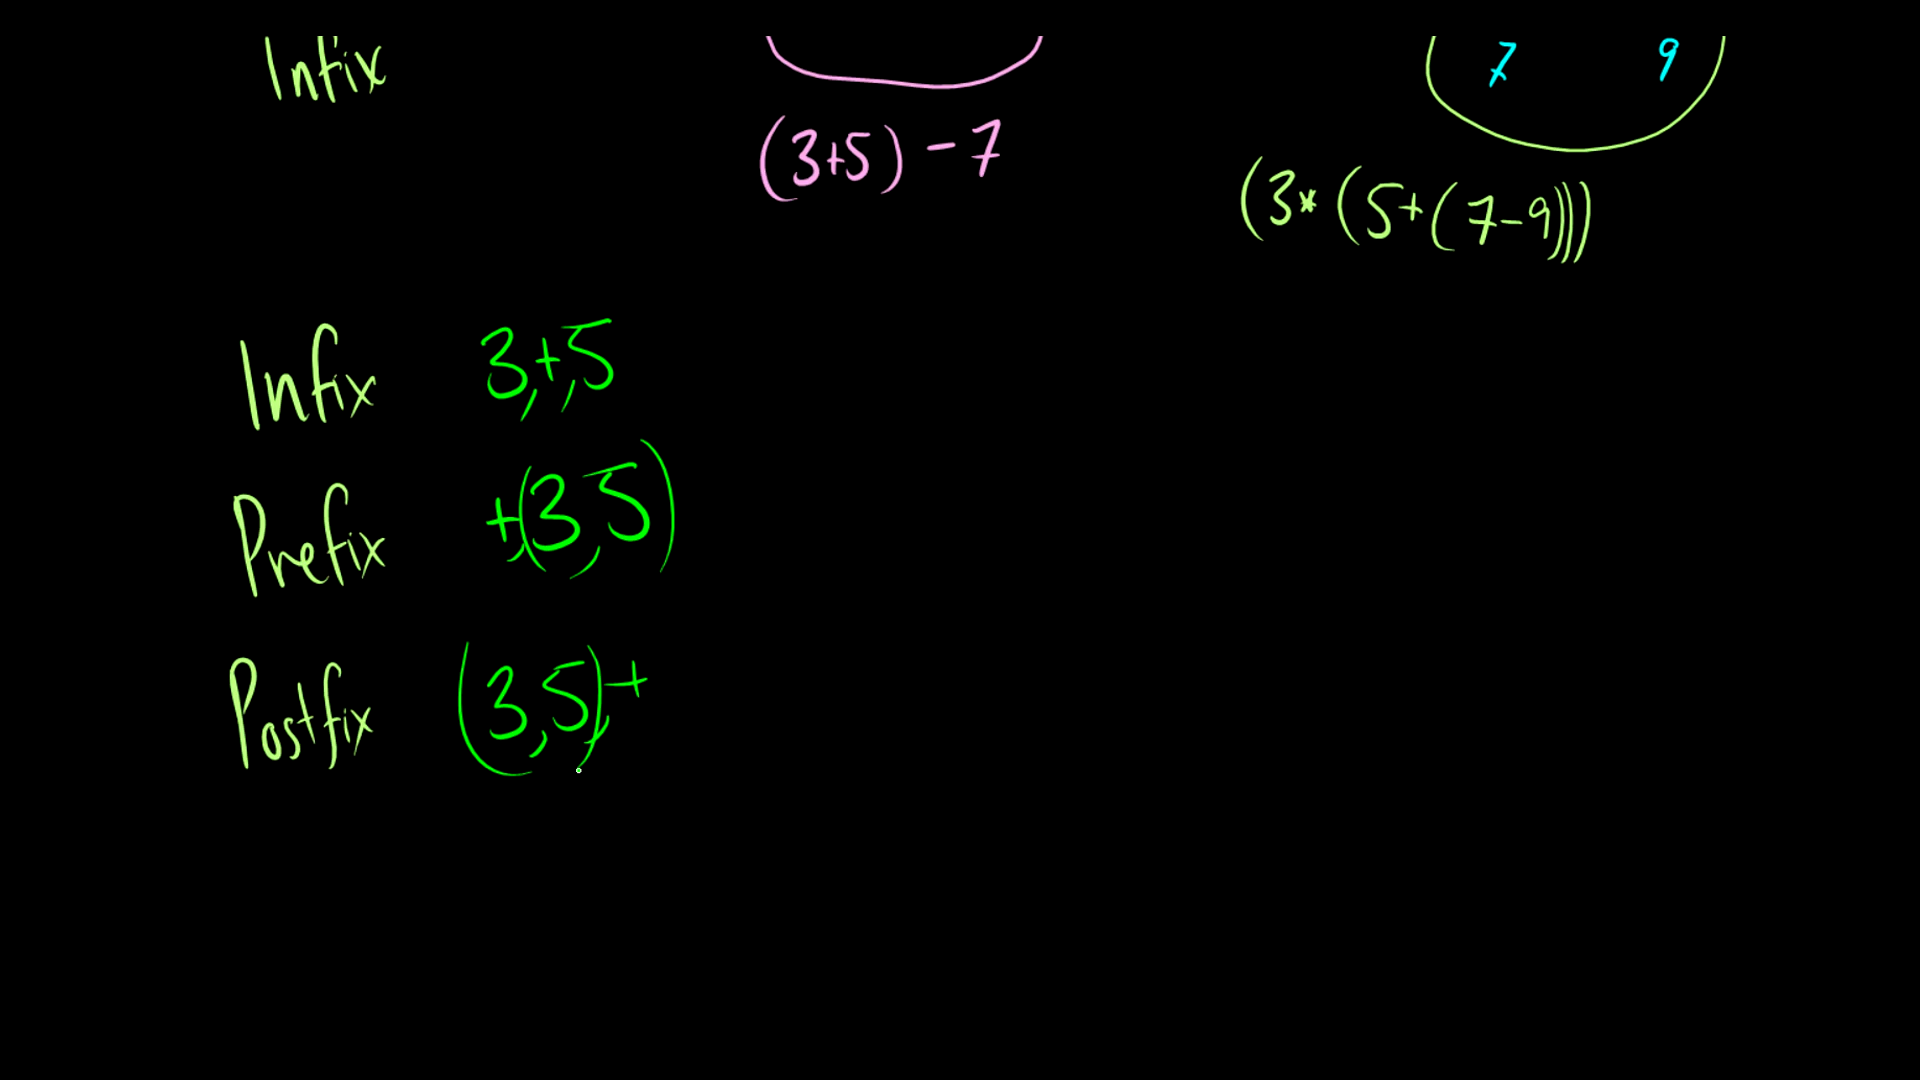 Infix
7 9
(3+5) - 7
(3*(5+(7-9)))
Infix 3,+,5
Prefix +,(3,5)
Postfix (3,5),+